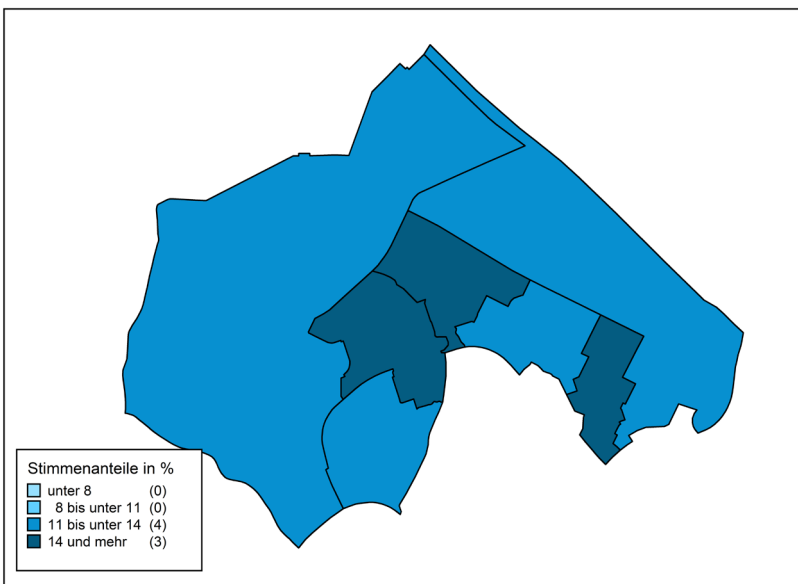 Stimmenanteile in %
unter 8 (0)
8 bis unter 11 (0)
11 bis unter 14 (4)
14 und mehr (3)